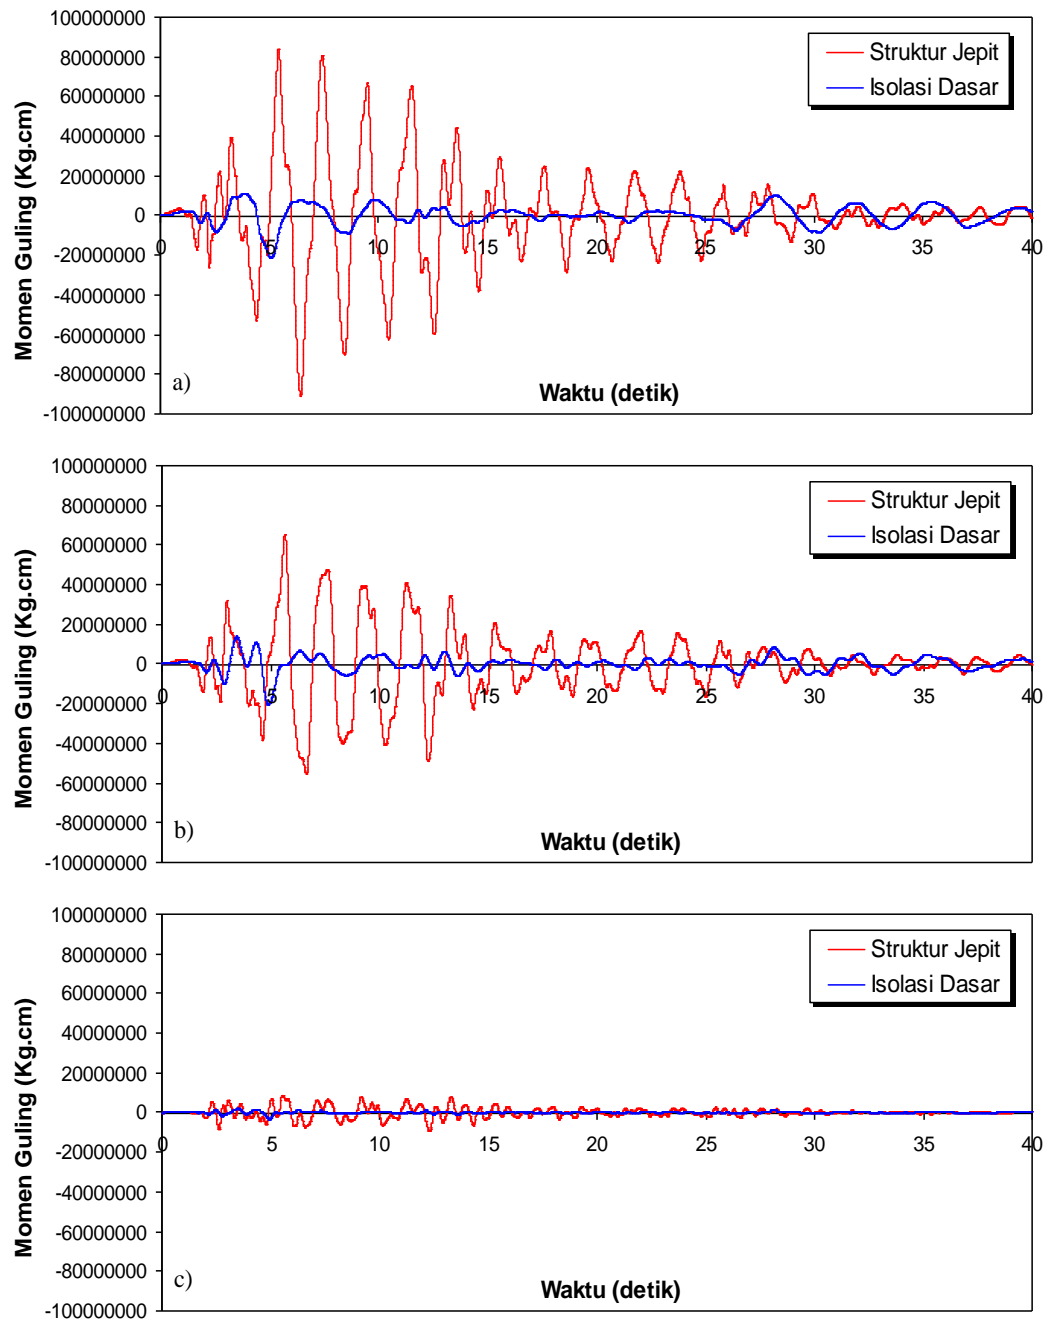 100000000
80000000
60000000
40000000
20000000
0
-20000000
-40000000
-60000000
-80000000
-100000000
Momen Guling (Kg.cm)
Struktur Jepit
Isolasi Dasar
0 5 10 15 20 25 30 35 40
a)
Waktu (detik)
100000000
80000000
60000000
40000000
20000000
0
-20000000
-40000000
-60000000
-80000000
-100000000
Momen Guling (Kg.cm)
Struktur Jepit
Isolasi Dasar
0 5 10 15 20 25 30 35 40
b)
Waktu (detik)
100000000
80000000
60000000
40000000
20000000
0
-20000000
-40000000
-60000000
-80000000
-100000000
Momen Guling (Kg.cm)
Struktur Jepit
Isolasi Dasar
0 5 10 15 20 25 30 35 40
c)
Waktu (detik)